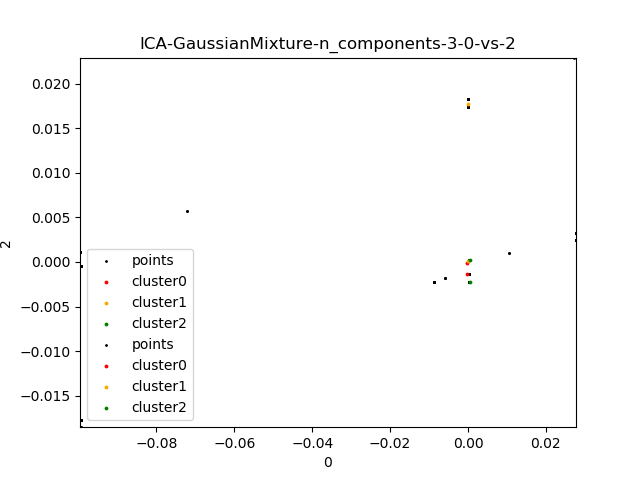 ICA-GaussianMixture-n_components-3-0-vs-2
0.020
0.015
0.010
0.005
0.000
−0.005
−0.010
−0.015
2
points
cluster0
cluster1
cluster2
points
cluster0
cluster1
cluster2
−0.08
−0.06
−0.04
−0.02
0.00
0.02
0